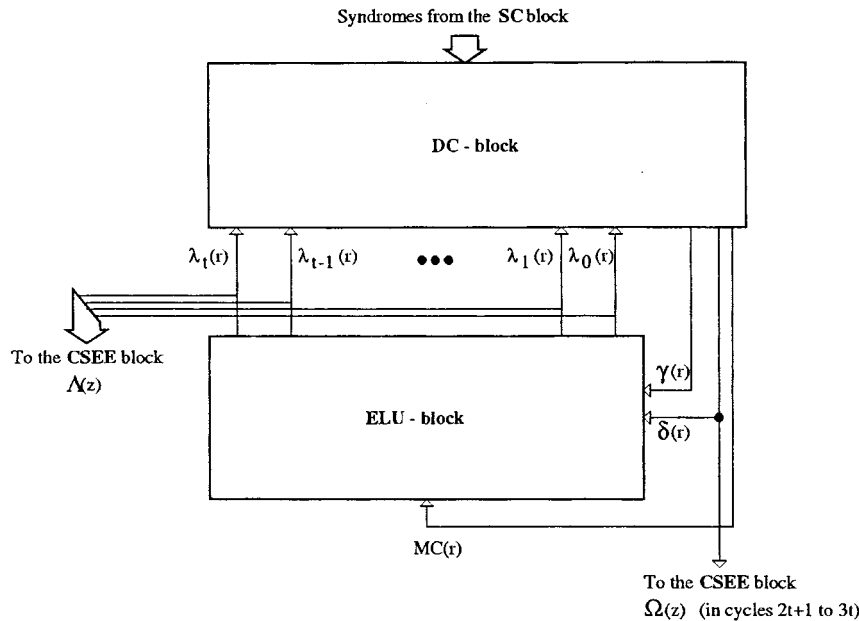 Syndromes from the SC block
DC - block
λt(r) λt-1(r) ••• λ1(r) λ0(r)
To the CSEE block
Λ(z)
γ(r)
ELU - block
δ(r)
MC(r)
To the CSEE block
Ω(z) (in cycles 2t+1 to 3t)